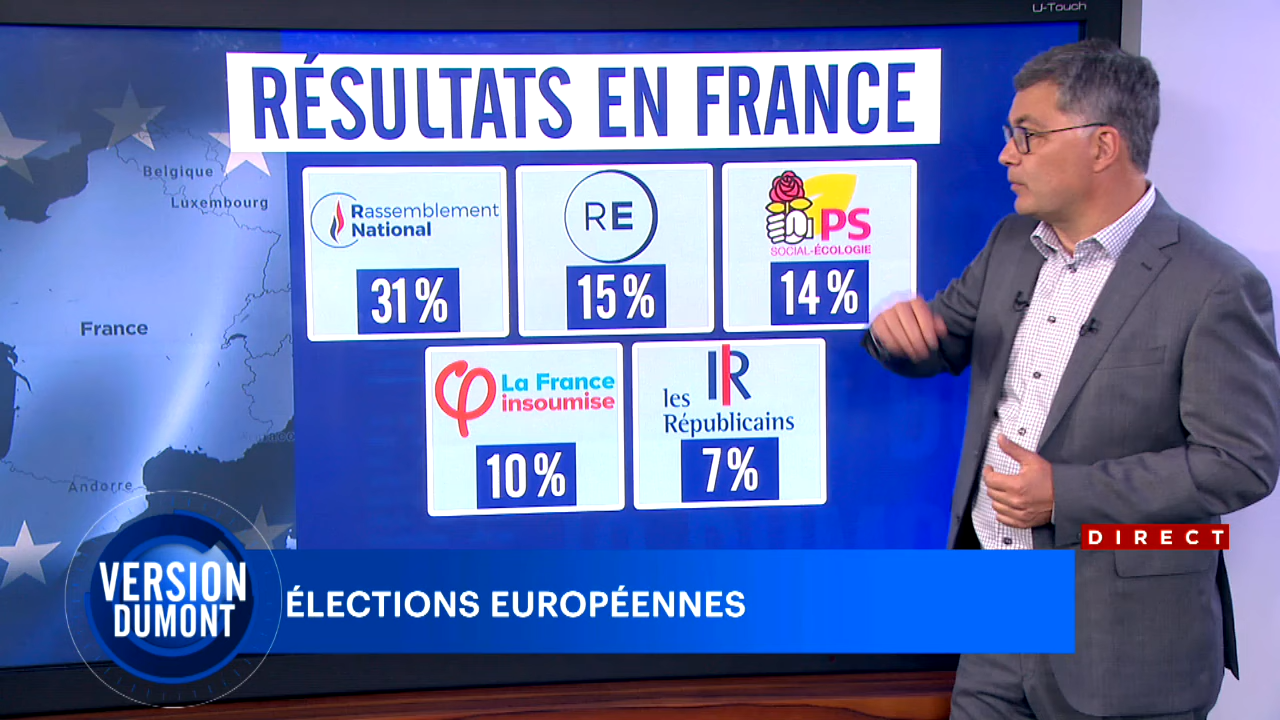 U-Touch
RÉSULTATS EN FRANCE
Belgique
Luxembourg
France
Andorre
Rassemblement
National
31%
RE
15%
PS
SOCIAL-ÉCOLOGIE
14%
La France
insoumise
10%
R
les
Républicains
7%
DIRECT
VERSION
DUMONT
ÉLECTIONS EUROPÉENNES